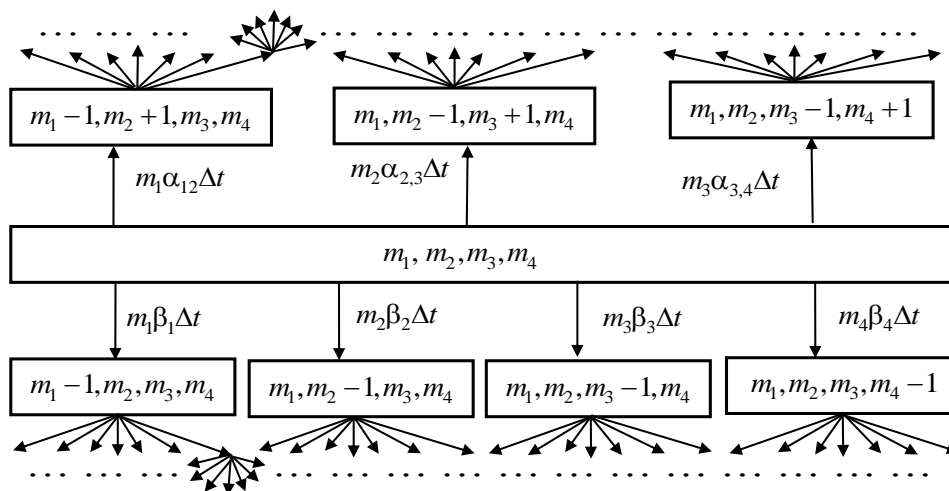 m₁ − 1, m₂ + 1, m₃, m₄
m₁, m₂ − 1, m₃ + 1, m₄
m₁, m₂, m₃ − 1, m₄ + 1
m₁α₁₂Δt
m₂α₂,₃Δt
m₃α₃,₄Δt
m₁, m₂, m₃, m₄
m₁β₁Δt
m₂β₂Δt
m₃β₃Δt
m₄β₄Δt
m₁ − 1, m₂, m₃, m₄
m₁, m₂ − 1, m₃, m₄
m₁, m₂, m₃ − 1, m₄
m₁, m₂, m₃, m₄ − 1